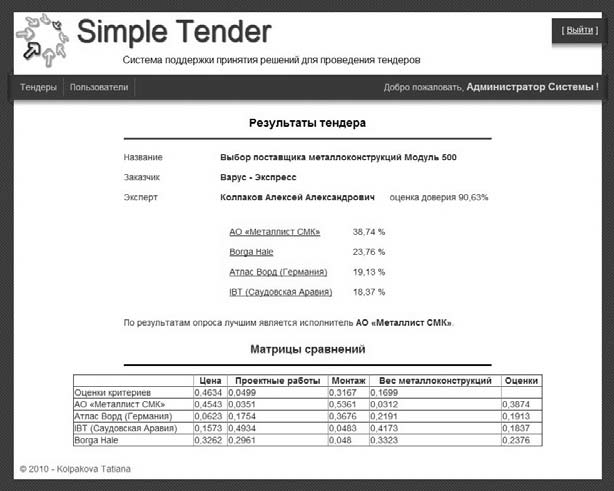 Simple Tender
[ Выйти ]
Система поддержки принятия решений для проведения тендеров
Тендеры Пользователи Добро пожаловать, Администратор Системы !
Результаты тендера
Название Выбор поставщика металлоконструкций Модуль 500
Заказчик Варус - Экспресс
Эксперт Колпаков Алексей Александрович оценка доверия 90,63%
АО «Металлист СМК» 38,74 %
Borga Hale 23,76 %
Атлас Ворд (Германия) 19,13 %
IBT (Саудовская Аравия) 18,37 %
По результатам опроса лучшим является исполнитель АО «Металлист СМК».
Матрицы сравнений
Цена Проектные работы Монтаж Вес металлоконструкций Оценки
Оценки критериев 0,4634 0,0499 0,3167 0,1699
АО «Металлист СМК» 0,4543 0,0351 0,5361 0,0312 0,3874
Атлас Ворд (Германия) 0,0623 0,1754 0,3676 0,2191 0,1913
IBT (Саудовская Аравия) 0,1573 0,4934 0,0483 0,4173 0,1837
Borga Hale 0,3262 0,2961 0,048 0,3323 0,2376
© 2010 - Kolpakova Tatiana